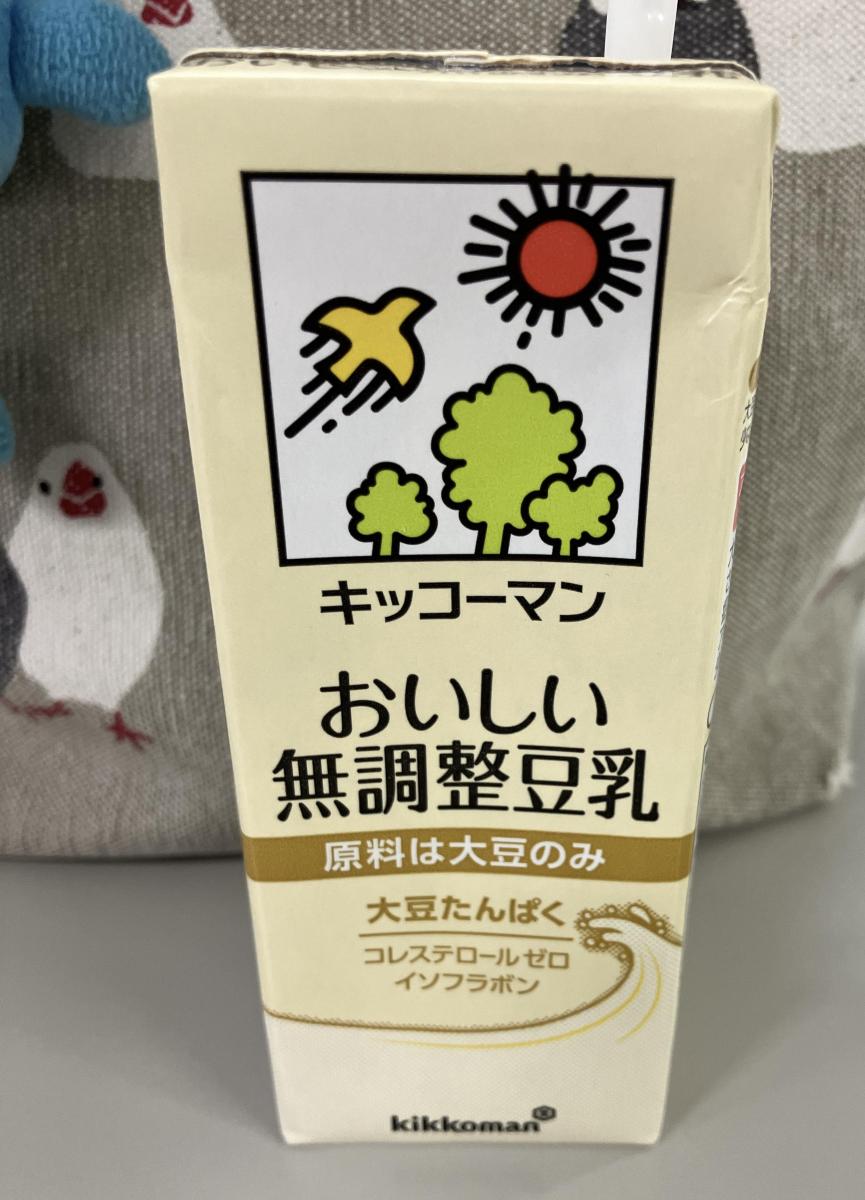 キッコーマン
おいしい
無調整豆乳
原料は大豆のみ
大豆たんぱく
コレステロール ゼロ
イソフラボン
kikkoman